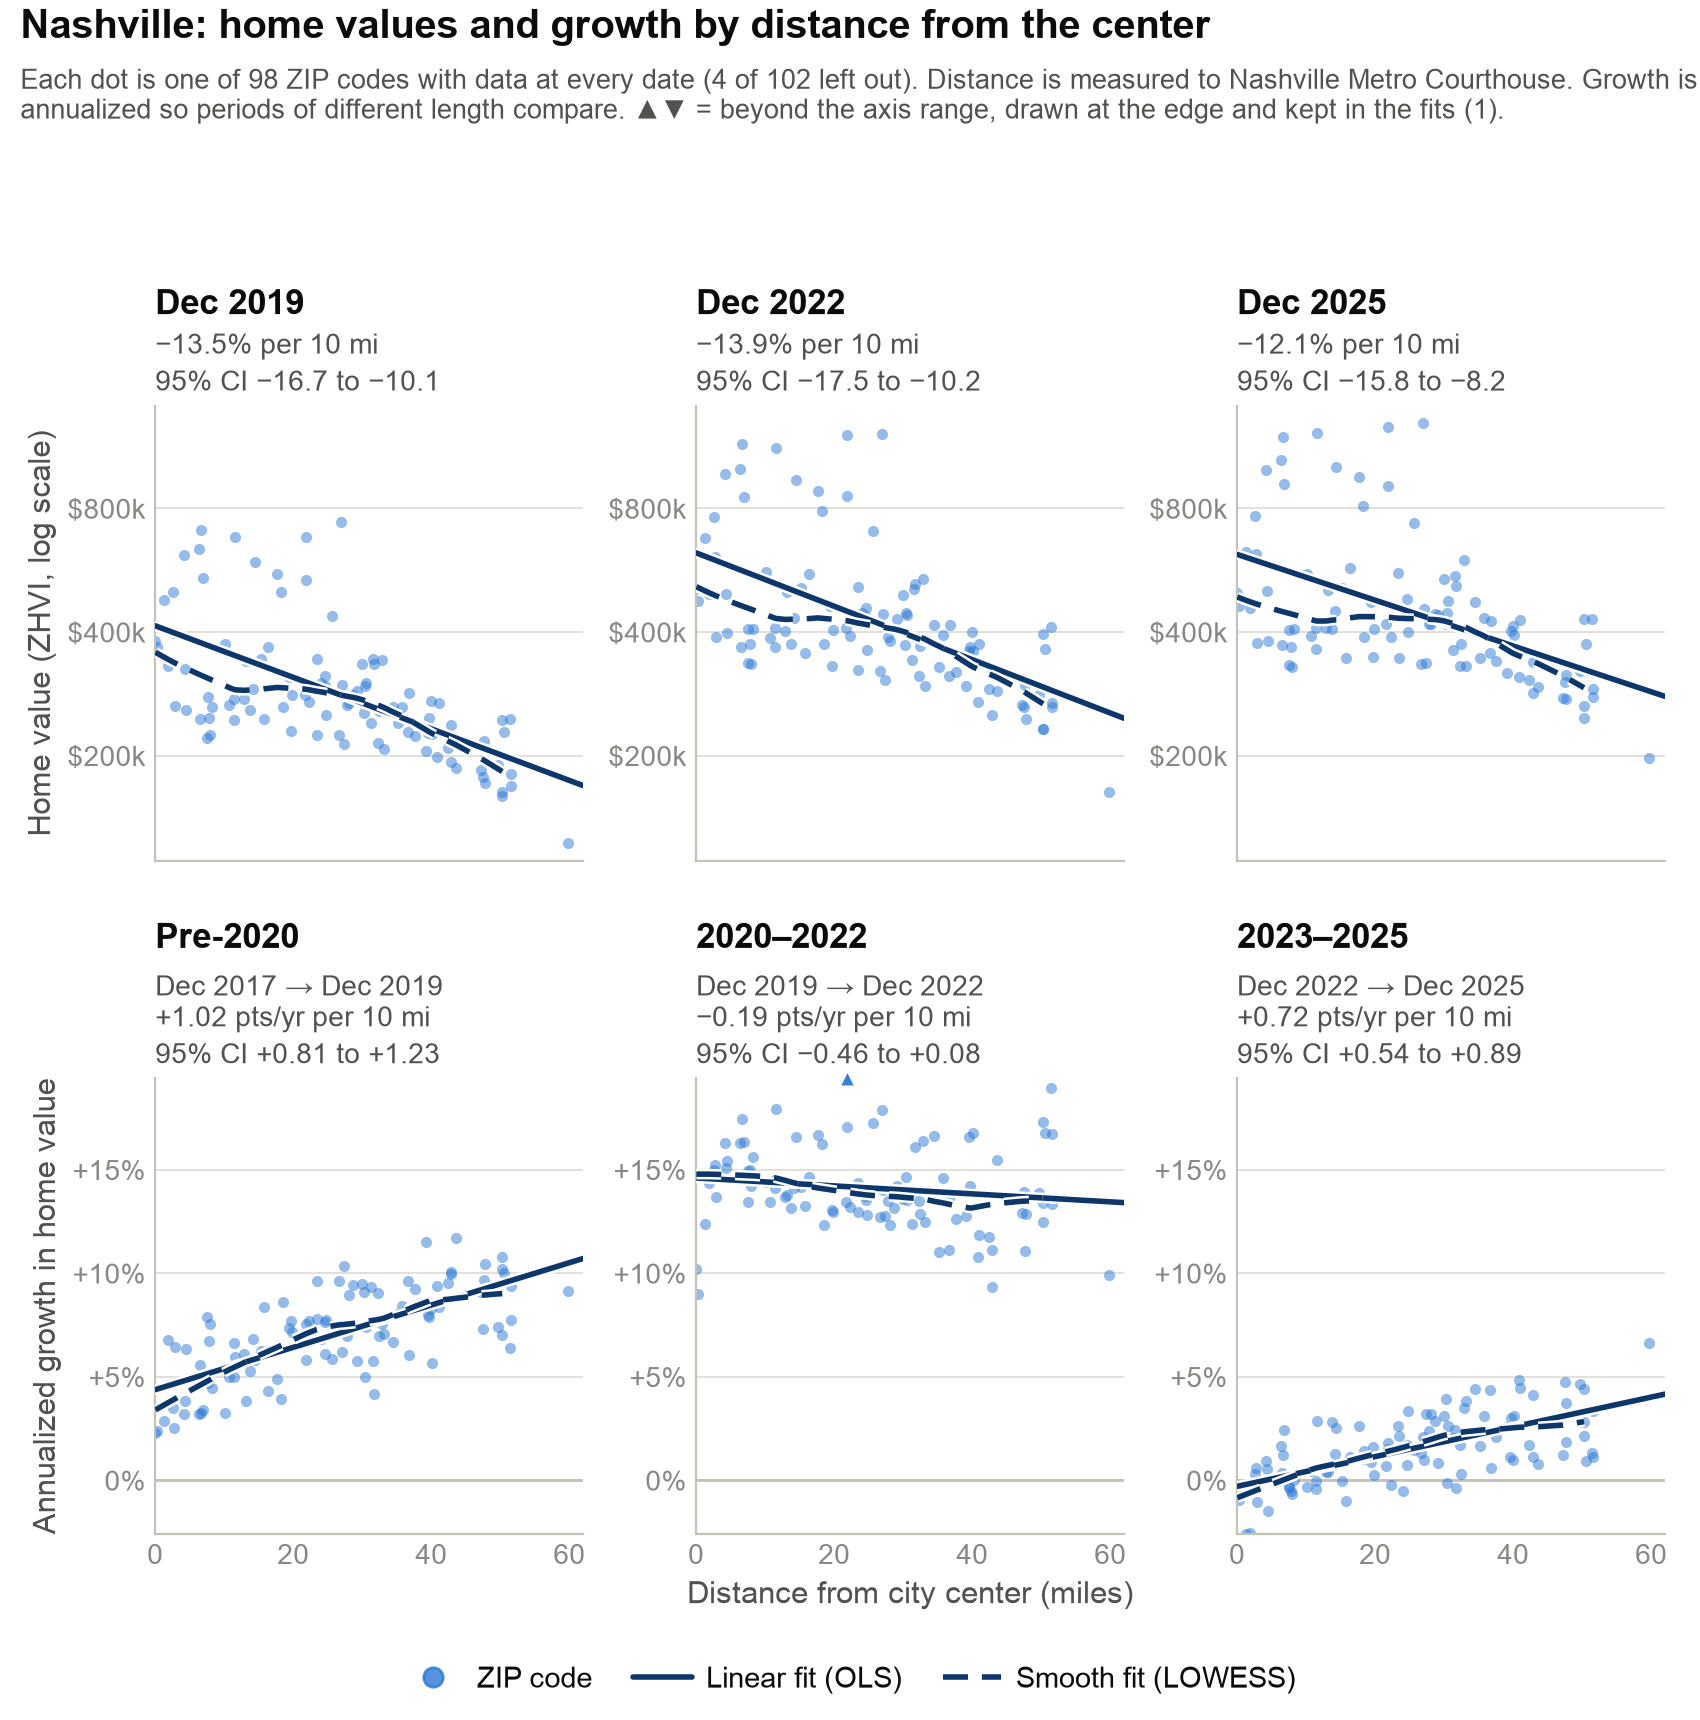 Nashville: home values and growth by distance from the center
Each dot is one of 98 ZIP codes with data at every date (4 of 102 left out). Distance is measured to Nashville Metro Courthouse. Growth is
annualized so periods of different length compare. ▲▼ = beyond the axis range, drawn at the edge and kept in the fits (1).
Dec 2019
−13.5% per 10 mi
95% CI −16.7 to −10.1
Dec 2022
−13.9% per 10 mi
95% CI −17.5 to −10.2
Dec 2025
−12.1% per 10 mi
95% CI −15.8 to −8.2
Home value (ZHVI, log scale)
$800k
$400k
$200k
$800k
$400k
$200k
$800k
$400k
$200k
Pre-2020
Dec 2017 → Dec 2019
+1.02 pts/yr per 10 mi
95% CI +0.81 to +1.23
2020–2022
Dec 2019 → Dec 2022
−0.19 pts/yr per 10 mi
95% CI −0.46 to +0.08
2023–2025
Dec 2022 → Dec 2025
+0.72 pts/yr per 10 mi
95% CI +0.54 to +0.89
Annualized growth in home value
+15%
+10%
+5%
0%
+15%
+10%
+5%
0%
+15%
+10%
+5%
0%
0 20 40 60
0 20 40 60
0 20 40 60
Distance from city center (miles)
ZIP code
Linear fit (OLS)
Smooth fit (LOWESS)